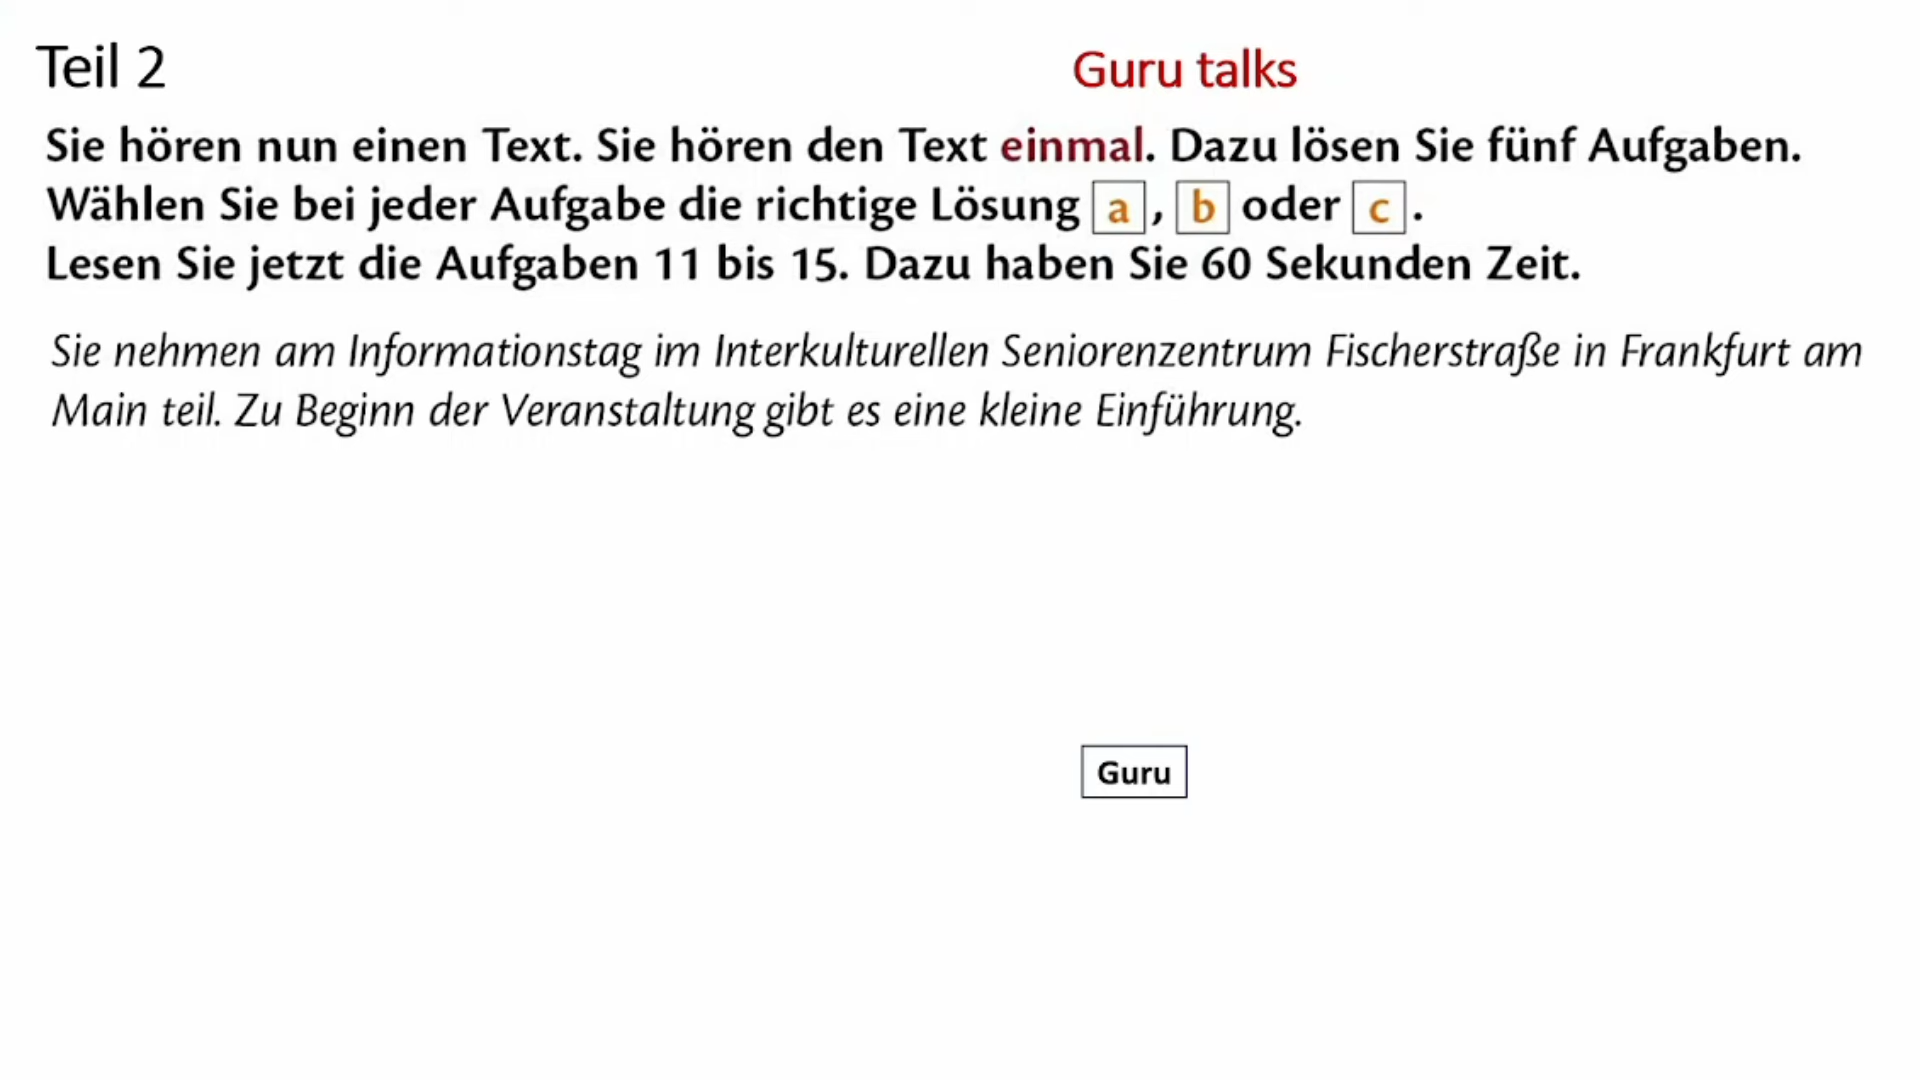 Teil 2
Guru talks
Sie hören nun einen Text. Sie hören den Text einmal. Dazu lösen Sie fünf Aufgaben.
Wählen Sie bei jeder Aufgabe die richtige Lösung a, b oder c.
Lesen Sie jetzt die Aufgaben 11 bis 15. Dazu haben Sie 60 Sekunden Zeit.
Sie nehmen am Informationstag im Interkulturellen Seniorenzentrum Fischerstraße in Frankfurt am
Main teil. Zu Beginn der Veranstaltung gibt es eine kleine Einführung.
Guru